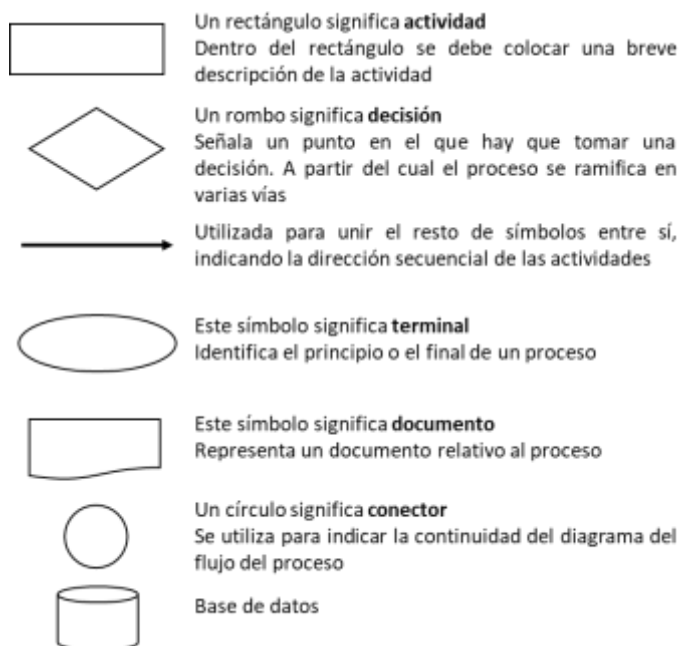 Un rectángulo significa actividad
Dentro del rectángulo se debe colocar una breve
descripción de la actividad
Un rombo significa decisión
Señala un punto en el que hay que tomar una
decisión. A partir del cual el proceso se ramifica en
varias vías
Utilizada para unir el resto de símbolos entre sí,
indicando la dirección secuencial de las actividades
Este símbolo significa terminal
Identifica el principio o el final de un proceso
Este símbolo significa documento
Representa un documento relativo al proceso
Un círculo significa conector
Se utiliza para indicar la continuidad del diagrama del
flujo del proceso
Base de datos